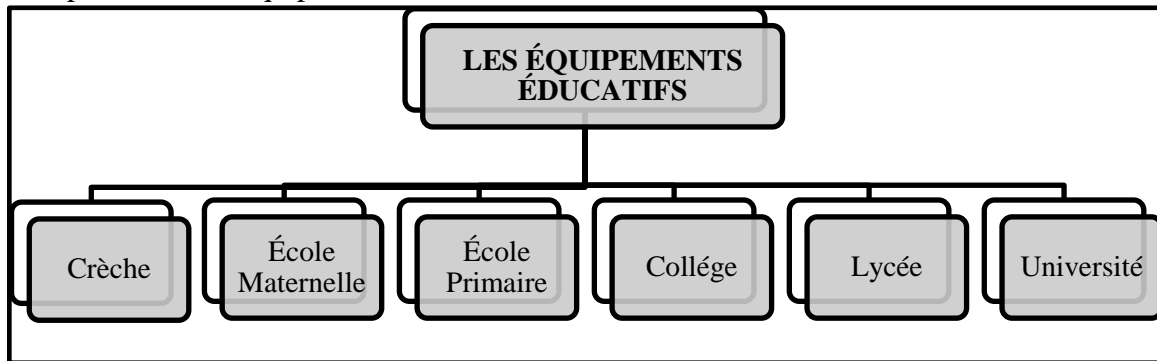 LES ÉQUIPEMENTS
ÉDUCATIFS
Crèche
École
Maternelle
École
Primaire
Collége
Lycée
Université